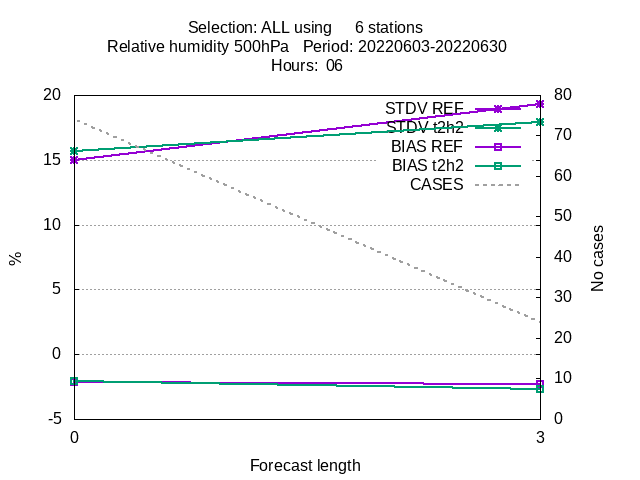 Selection: ALL using 6 stations
Relative humidity 500hPa Period: 20220603-20220630
Hours: 06
20
15
10
5
0
-5
%
80
70
60
50
40
30
20
10
0
No cases
STDV REF
STDV t2h2
BIAS REF
BIAS t2h2
CASES
0
3
Forecast length